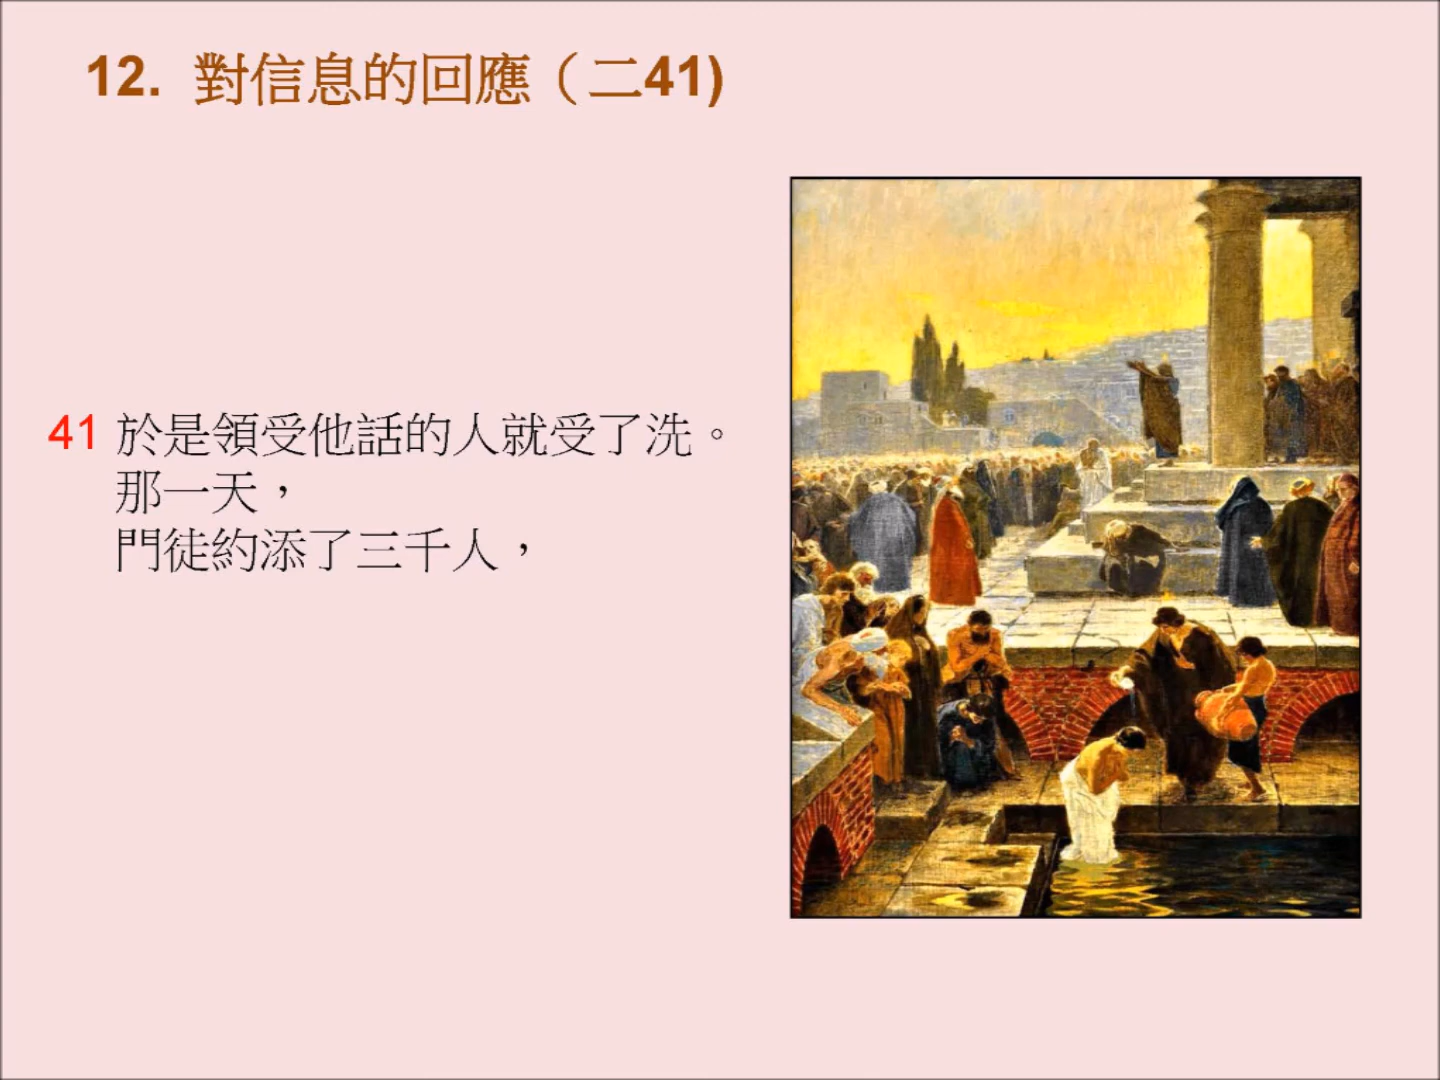 12. 對信息的回應（二41)
41 於是領受他話的人就受了洗。
那一天，
門徒約添了三千人，